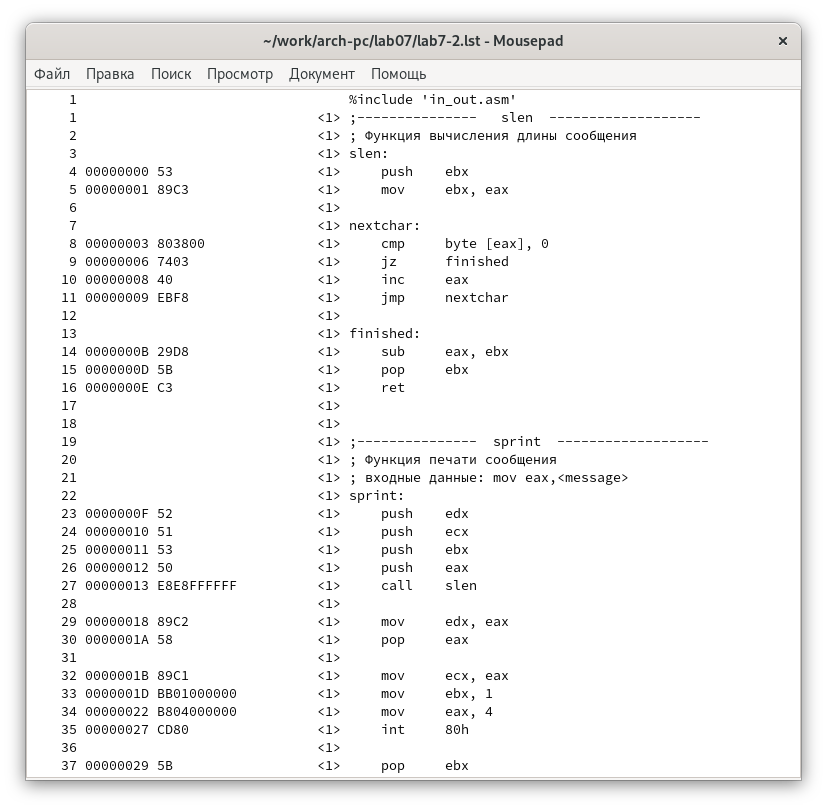 ~/work/arch-pc/lab07/lab7-2.lst - Mousepad ×
Файл Правка Поиск Просмотр Документ Помощь
1 %include 'in_out.asm'
1 <1> ;--------------- slen -------------------
2 <1> ; Функция вычисления длины сообщения
3 <1> slen:
4 00000000 53 <1> push ebx
5 00000001 89C3 <1> mov ebx, eax
6 <1>
7 <1> nextchar:
8 00000003 803800 <1> cmp byte [eax], 0
9 00000006 7403 <1> jz finished
10 00000008 40 <1> inc eax
11 00000009 EBF8 <1> jmp nextchar
12 <1>
13 <1> finished:
14 0000000B 29D8 <1> sub eax, ebx
15 0000000D 5B <1> pop ebx
16 0000000E C3 <1> ret
17 <1>
18 <1>
19 <1> ;--------------- sprint -------------------
20 <1> ; Функция печати сообщения
21 <1> ; входные данные: mov eax,<message>
22 <1> sprint:
23 0000000F 52 <1> push edx
24 00000010 51 <1> push ecx
25 00000011 53 <1> push ebx
26 00000012 50 <1> push eax
27 00000013 E8E8FFFFFF <1> call slen
28 <1>
29 00000018 89C2 <1> mov edx, eax
30 0000001A 58 <1> pop eax
31 <1>
32 0000001B 89C1 <1> mov ecx, eax
33 0000001D BB01000000 <1> mov ebx, 1
34 00000022 B804000000 <1> mov eax, 4
35 00000027 CD80 <1> int 80h
36 <1>
37 00000029 5B <1> pop ebx